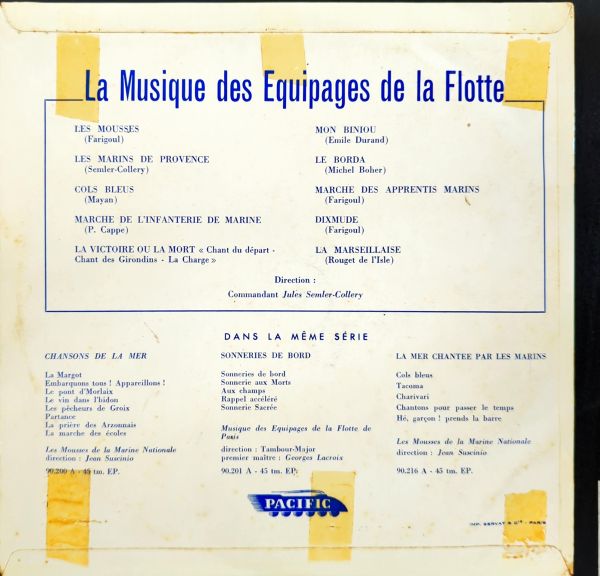 La Musique des Equipages de la Flotte
LES MOUSSES
(Farigoul)
LES MARINS DE PROVENCE
(Semler-Collery)
COLS BLEUS
(Mayan)
MARCHE DE L'INFANTERIE DE MARINE
(P. Cappe)
LA VICTOIRE OU LA MORT « Chant du départ -
Chant des Girondins - La Charge »
MON BINIOU
(Emile Durand)
LE BORDA
(Michel Boher)
MARCHE DES APPRENTIS MARINS
(Farigoul)
DIXMUDE
(Farigoul)
LA MARSEILLAISE
(Rouget de l'Isle)
Direction :
Commandant Jules Semler-Collery
DANS LA MÊME SÉRIE
CHANSONS DE LA MER
La Margot
Embarquons tous ! Appareillons !
Le pont d'Morlaix
Le vin dans l'bidon
Les pêcheurs de Groix
Partance
La prière des Arzonnais
La marche des écoles
Les Mousses de la Marine Nationale
direction : Jean Suscinio
90.200 A - 45 tm. EP.
SONNERIES DE BORD
Sonneries de bord
Sonnerie aux Morts
Aux champs
Rappel accéléré
Sonnerie Sacrée
Musique des Equipages de la Flotte de
Paris
direction : Tambour-Major
premier maître : Georges Lacroix
90.201 A - 45 tm. EP.
LA MER CHANTEE PAR LES MARINS
Cols bleus
Tacoma
Charivari
Chantons pour passer le temps
Hé, garçon ! prends la barre
Les Mousses de la Marine Nationale
direction : Jean Suscinio
90.216 A - 45 tm. EP.
PACIFIC
IMP. SERVAT & Cie - PARIS